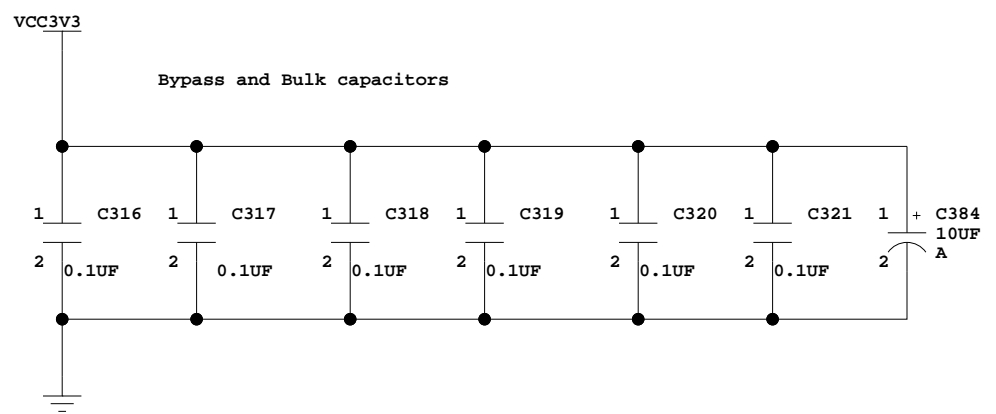 VCC3V3
Bypass and Bulk capacitors
1 C316 1 C317 1 C318 1 C319 1 C320 1 C321 1 + C384
10UF
2 0.1UF 2 0.1UF 2 0.1UF 2 0.1UF 2 0.1UF 2 0.1UF 2 A